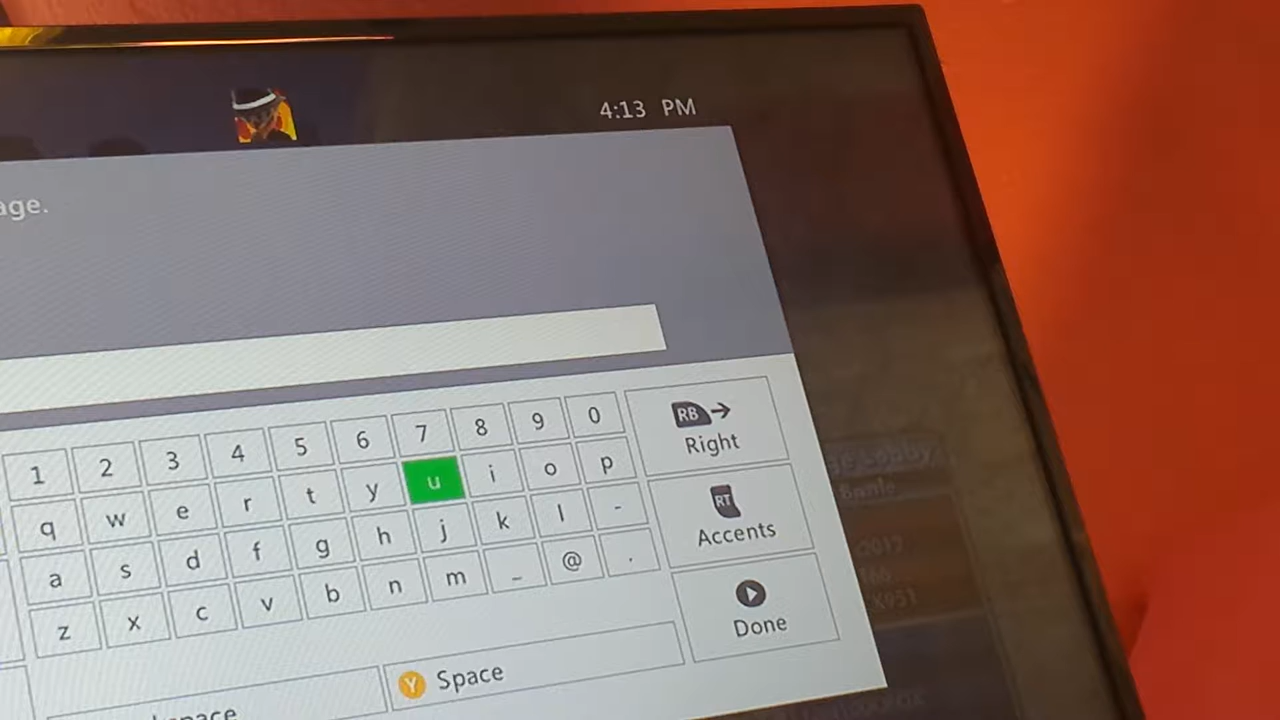 4:13 PM
age.
1 2 3 4 5 6 7 8 9 0
RB Right
q w e r t y u i o p
a s d f g h j k l -
RT Accents
z x c v b n m _ @ .
Done
Y Space